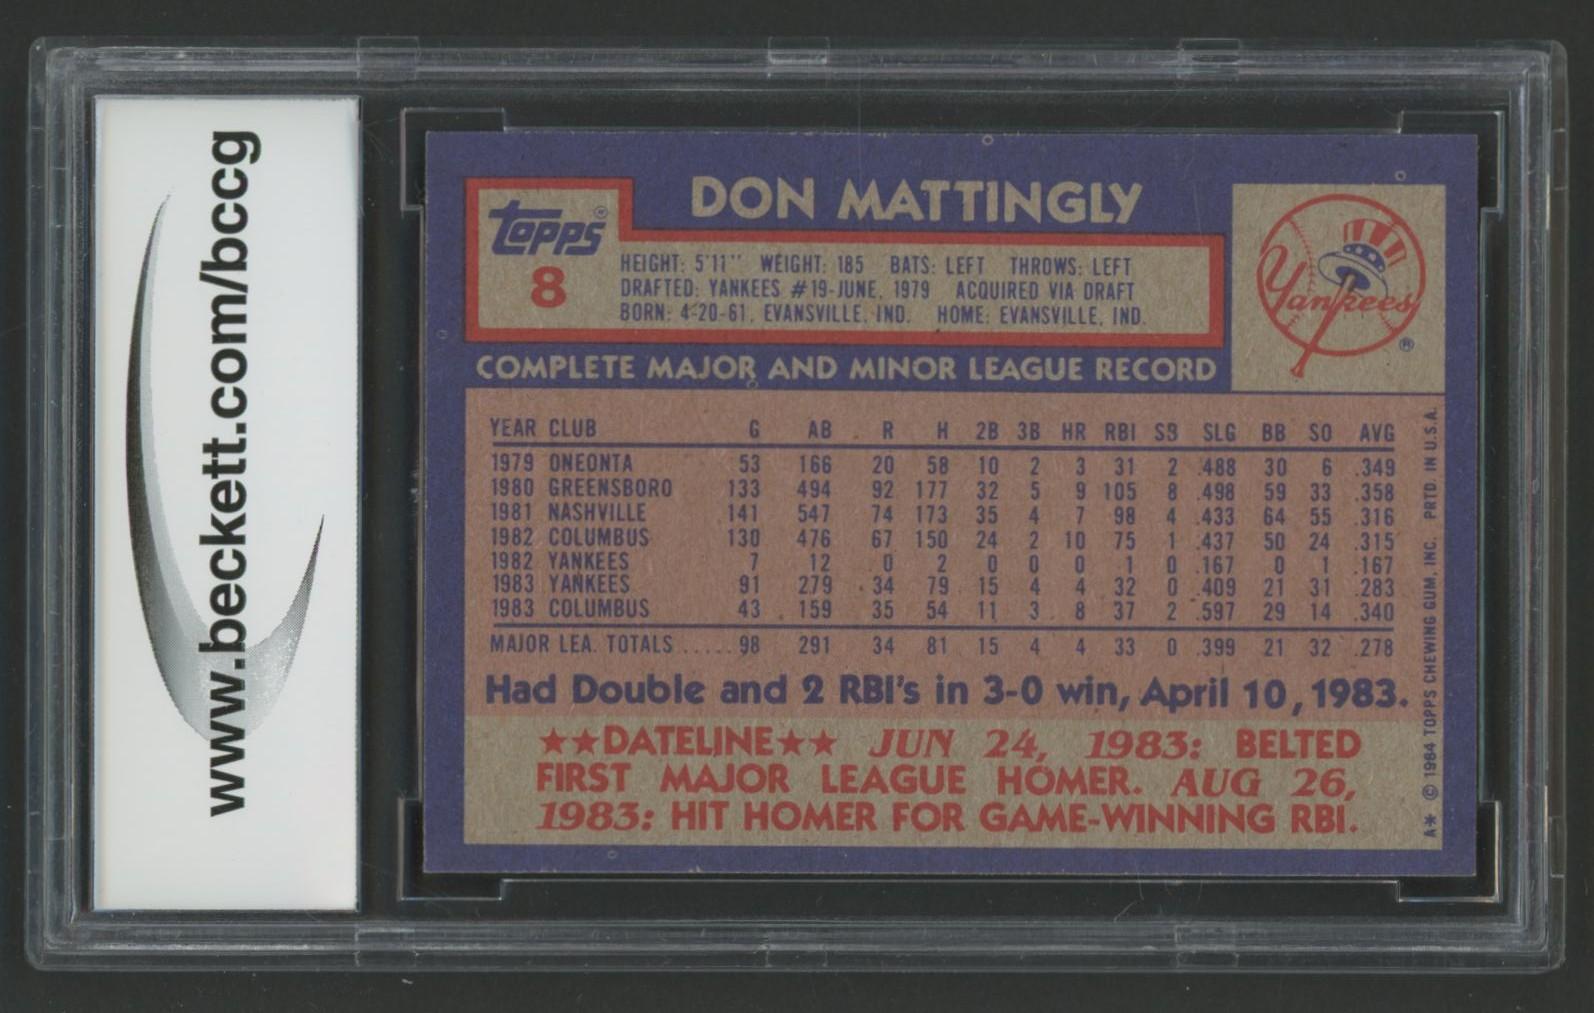 www.beckett.com/bccg
DON MATTINGLY
Topps®
8
HEIGHT: 5'11" WEIGHT: 185 BATS: LEFT THROWS: LEFT
DRAFTED: YANKEES #19-JUNE, 1979 ACQUIRED VIA DRAFT
BORN: 4-20-61, EVANSVILLE, IND. HOME: EVANSVILLE, IND.
Yankees
®
COMPLETE MAJOR AND MINOR LEAGUE RECORD
YEAR CLUB G AB R H 2B 3B HR RBI SB SLG BB SO AVG
1979 ONEONTA 53 166 20 58 10 2 3 31 2 .488 30 6 .349
1980 GREENSBORO 133 494 92 177 32 5 9 105 8 .498 59 33 .358
1981 NASHVILLE 141 547 74 173 35 4 7 98 4 .433 64 55 .316
1982 COLUMBUS 130 476 67 150 24 2 10 75 1 .437 50 24 .315
1982 YANKEES 7 12 0 2 0 0 0 1 0 .167 0 1 .167
1983 YANKEES 91 279 34 79 15 4 4 32 0 .409 21 31 .283
1983 COLUMBUS 43 159 35 54 11 3 8 37 2 .597 29 14 .340
MAJOR LEA. TOTALS ..... 98 291 34 81 15 4 4 33 0 .399 21 32 .278
Had Double and 2 RBI's in 3-0 win, April 10, 1983.
★★DATELINE★★ JUN 24, 1983: BELTED
FIRST MAJOR LEAGUE HOMER. AUG 26,
1983: HIT HOMER FOR GAME-WINNING RBI.
A* © 1984 TOPPS CHEWING GUM, INC. PRTD. IN U.S.A.